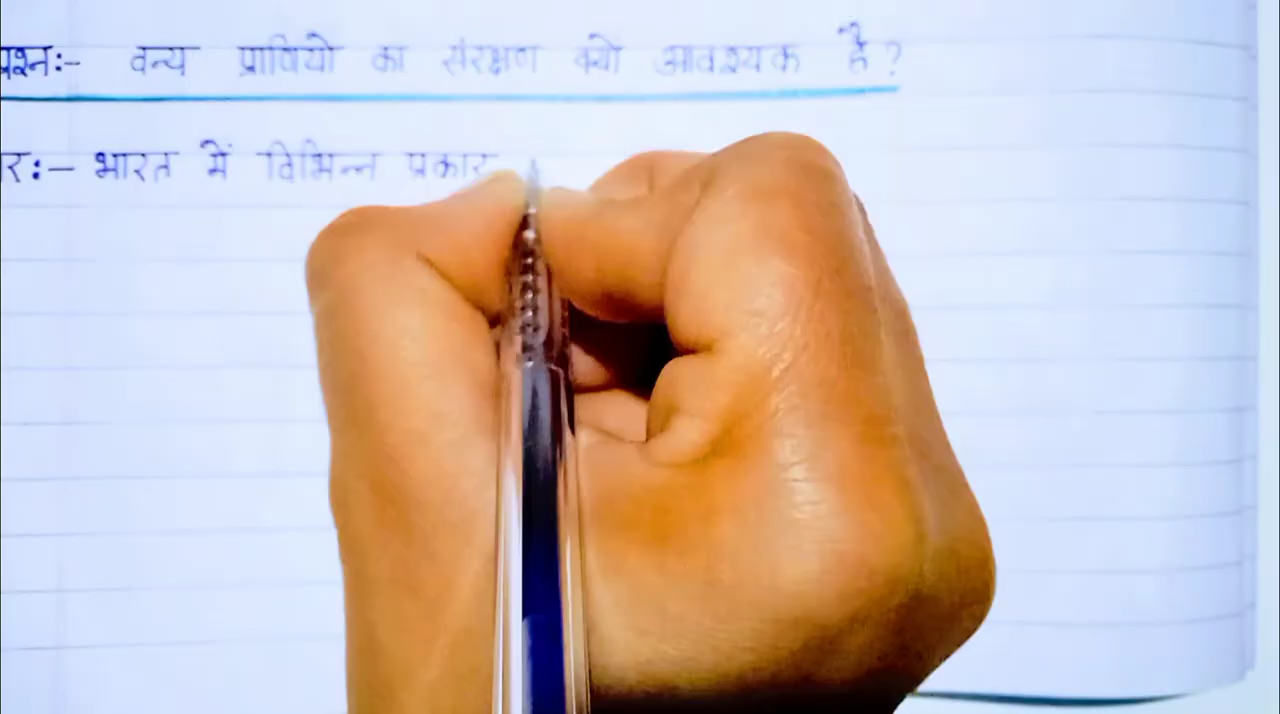 प्रश्न:- वन्य प्राणियो का संरक्षण क्यो आवश्यक है?
र:- भारत में विभिन्न प्रकार